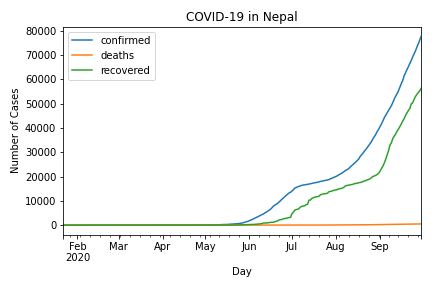 COVID-19 in Nepal
confirmed
deaths
recovered
80000
70000
60000
50000
40000
30000
20000
10000
0
Number of Cases
Feb Mar Apr May Jun Jul Aug Sep
2020
Day